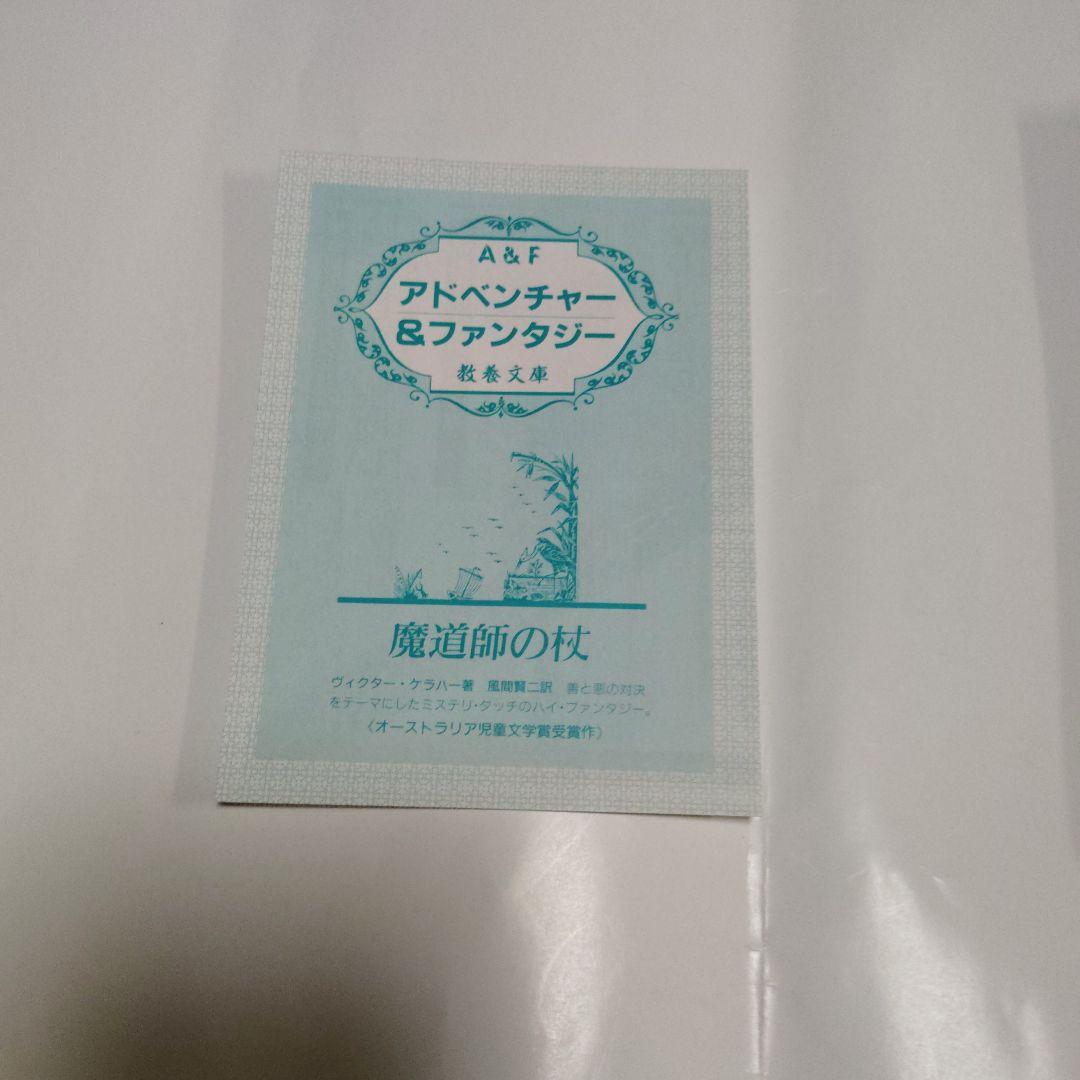 A & F
アドベンチャー
&ファンタジー
教養文庫
魔道師の杖
ヴィクター・ケラハー著 風間賢二訳 善と悪の対決
をテーマにしたミステリ・タッチのハイ・ファンタジー。
《オーストラリア児童文学賞受賞作》